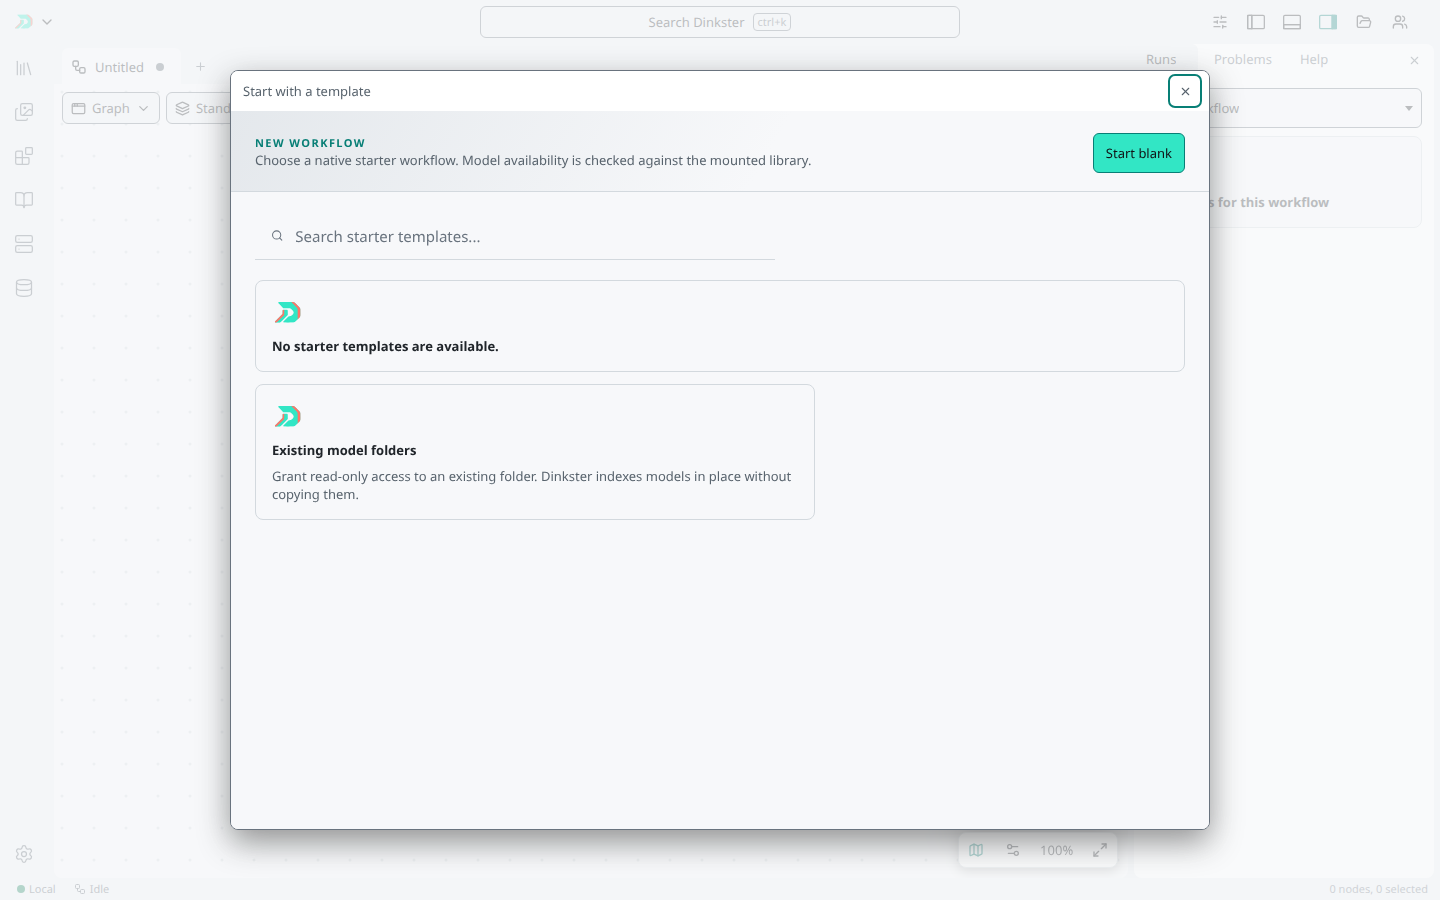 Search Dinkster ctrl+k
Untitled
Runs Problems Help
Graph
Stand
kflow
Start with a template
NEW WORKFLOW
Choose a native starter workflow. Model availability is checked against the mounted library.
Start blank
s for this workflow
Search starter templates...
No starter templates are available.
Existing model folders
Grant read-only access to an existing folder. Dinkster indexes models in place without
copying them.
100%
Local
Idle
0 nodes, 0 selected